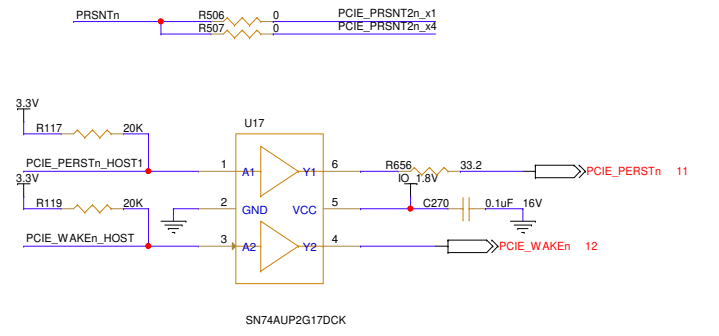 PRSNTn R506 0 PCIE_PRSNT2n_x1
R507 0 PCIE_PRSNT2n_x4
3.3V
R117 20K
U17
PCIE_PERSTn_HOST1 1 A1 Y1 6 R656 33.2 PCIE_PERSTn 11
3.3V
IO_1.8V
R119 20K 2 GND VCC 5 C270 0.1uF 16V
PCIE_WAKEn_HOST 3 A2 Y2 4 PCIE_WAKEn 12
SN74AUP2G17DCK